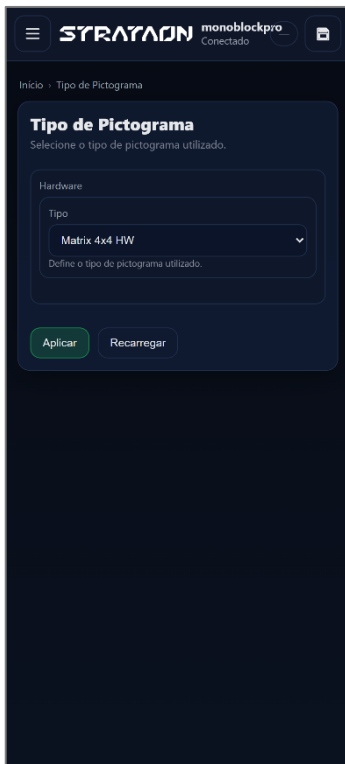 STRATAON
monoblockpro
Conectado
Início › Tipo de Pictograma
Tipo de Pictograma
Selecione o tipo de pictograma utilizado.
Hardware
Tipo
Matrix 4x4 HW
Define o tipo de pictograma utilizado.
Aplicar
Recarregar